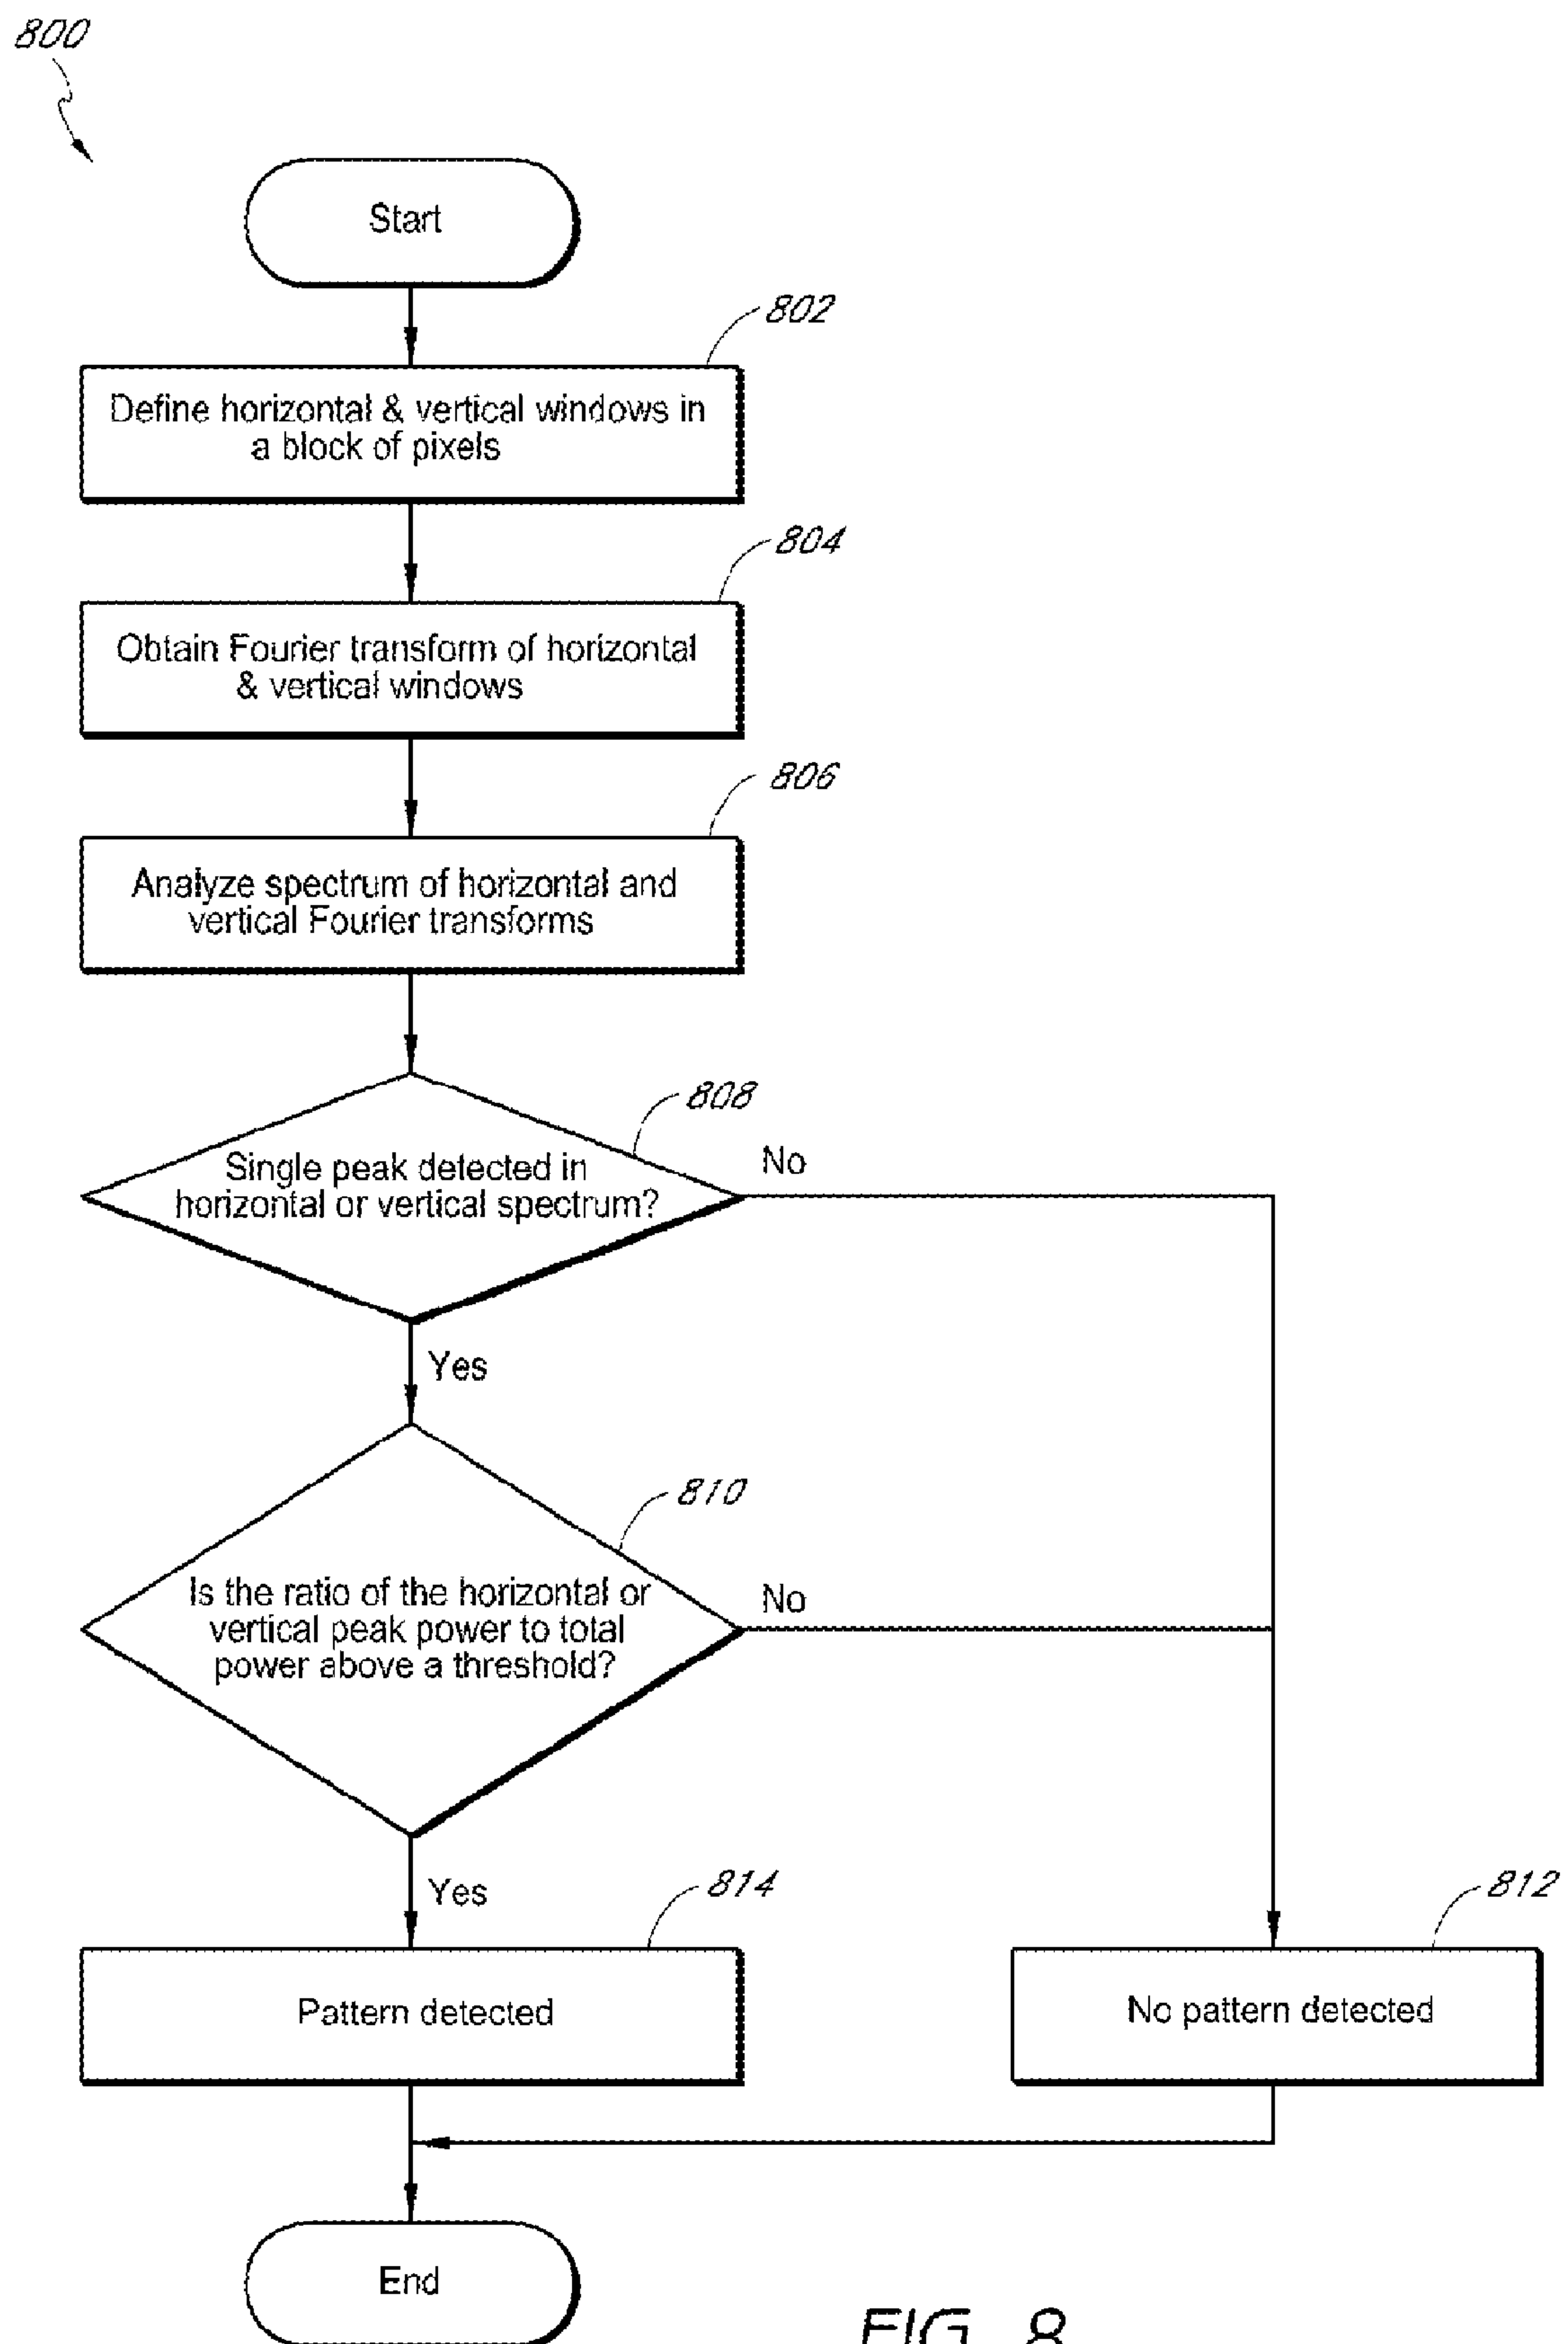 800
Start
802
Define horizontal & vertical windows in
a block of pixels
804
Obtain Fourier transform of horizontal
& vertical windows
806
Analyze spectrum of horizontal and
vertical Fourier transforms
808
Single peak detected in
horizontal or vertical spectrum?
No
Yes
810
Is the ratio of the horizontal or
vertical peak power to total
power above a threshold?
No
Yes
814
Pattern detected
812
No pattern detected
End
FIG. 8